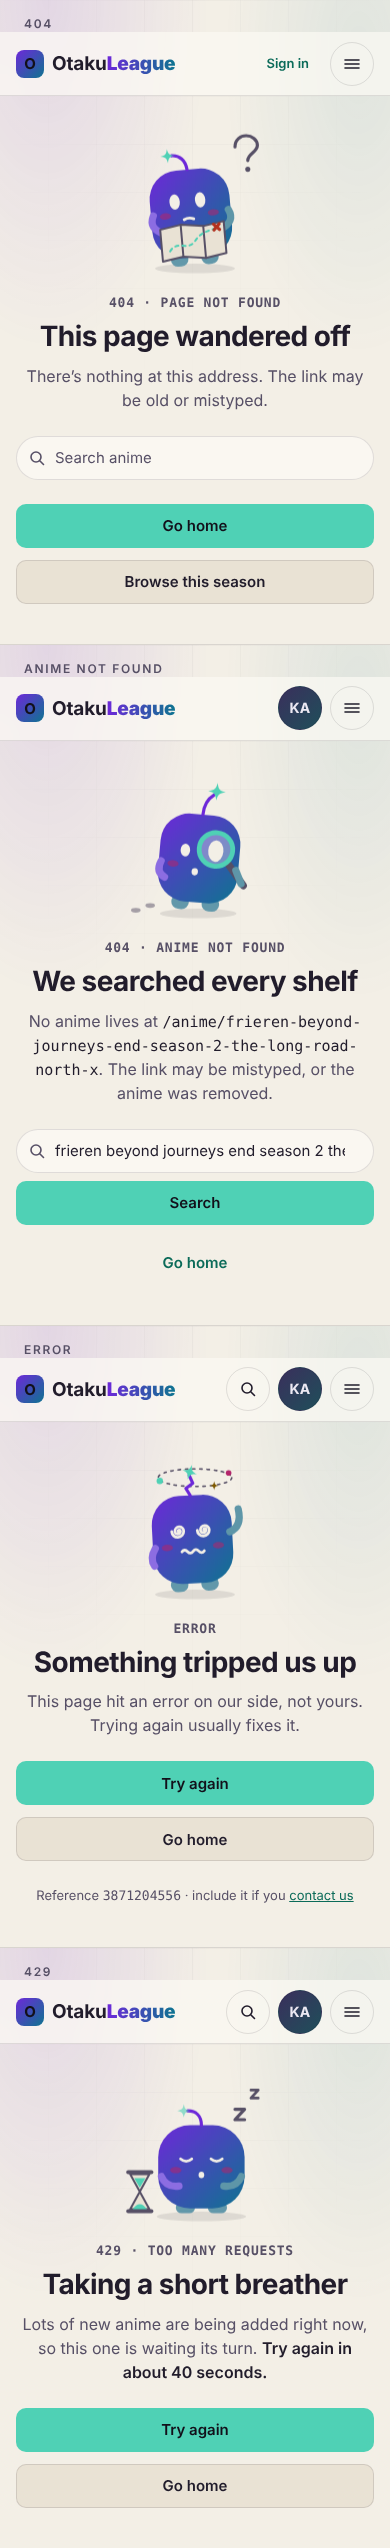 404
O OtakuLeague Sign in
?
404 · PAGE NOT FOUND
This page wandered off
There’s nothing at this address. The link may
be old or mistyped.
Search anime
Go home
Browse this season
ANIME NOT FOUND
O OtakuLeague KA
404 · ANIME NOT FOUND
We searched every shelf
No anime lives at /anime/frieren-beyond-
journeys-end-season-2-the-long-road-
north-x. The link may be mistyped, or the
anime was removed.
frieren beyond journeys end season 2 the
Search
Go home
ERROR
O OtakuLeague KA
ERROR
Something tripped us up
This page hit an error on our side, not yours.
Trying again usually fixes it.
Try again
Go home
Reference 3871204556 · include it if you contact us
429
O OtakuLeague KA
z
z
429 · TOO MANY REQUESTS
Taking a short breather
Lots of new anime are being added right now,
so this one is waiting its turn. Try again in
about 40 seconds.
Try again
Go home